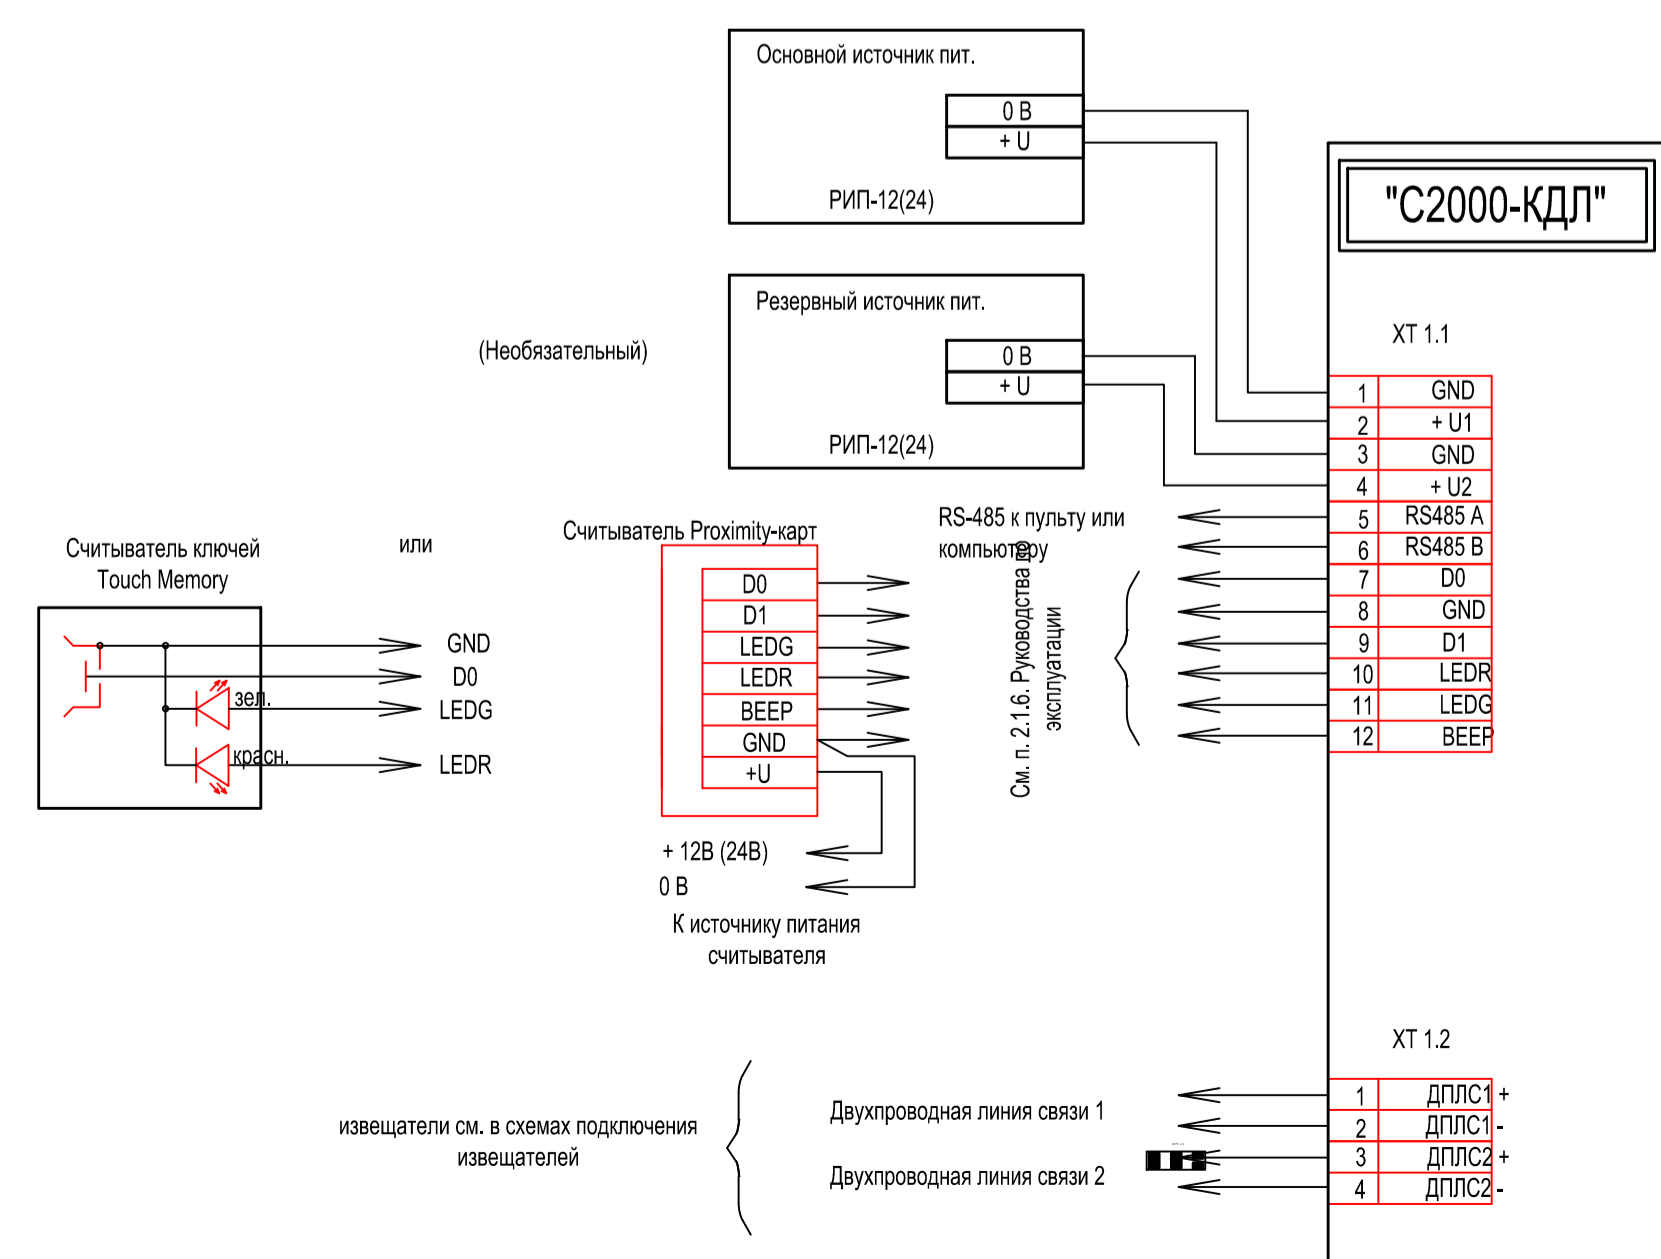 Основной источник пит.
0 В
+ U
РИП-12(24)
"С2000-КДЛ"
Резервный источник пит.
(Необязательный)
0 В
+ U
РИП-12(24)
XT 1.1
1 GND
2 + U1
3 GND
4 + U2
5 RS485 A
6 RS485 B
7 D0
8 GND
9 D1
10 LEDR
11 LEDG
12 BEEP
RS-485 к пульту или
компьютору
См. п. 2.1.6. Руководства по
эксплуатации
Считыватель ключей
Touch Memory
или
GND
D0
зел.
LEDG
красн.
LEDR
Считыватель Proximity-карт
D0
D1
LEDG
LEDR
BEEP
GND
+U
+ 12В (24В)
0 В
К источнику питания
считывателя
XT 1.2
1 ДПЛС1 +
2 ДПЛС1 -
3 ДПЛС2 +
4 ДПЛС2 -
Двухпроводная линия связи 1
Двухпроводная линия связи 2
извещатели см. в схемах подключения
извещателей